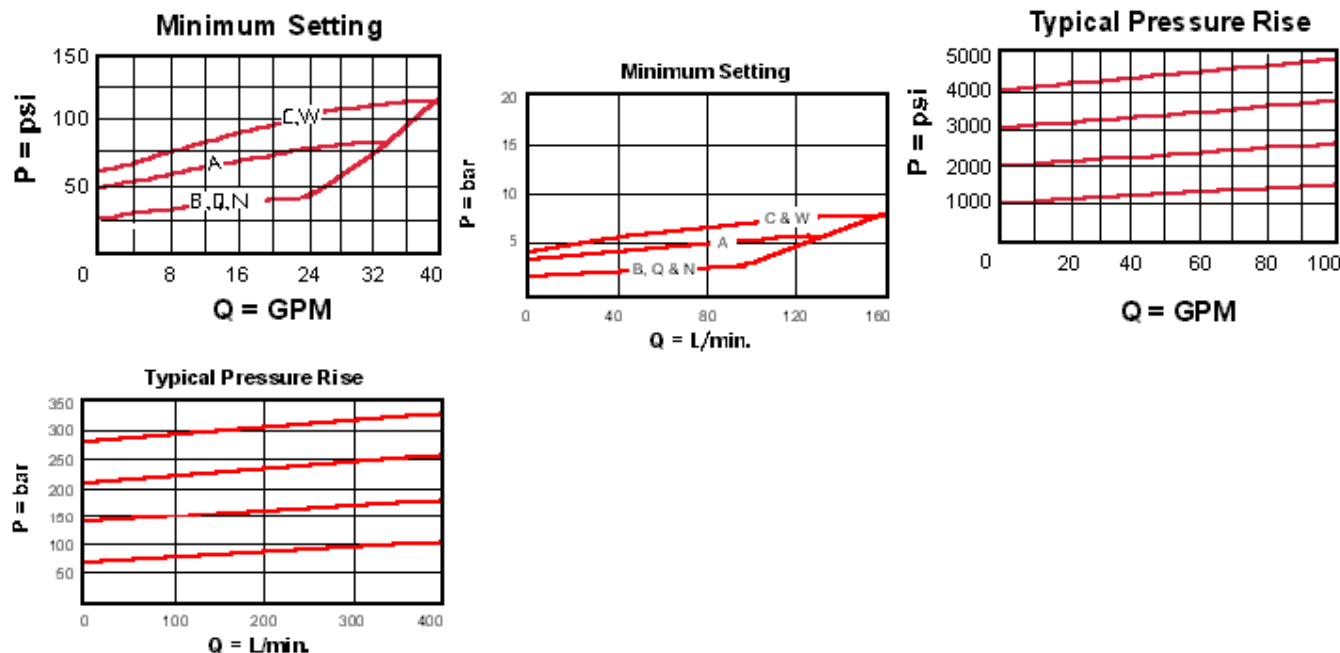 Minimum Setting
P = psi
150
100
50
C,W
A
B,Q,N
0 8 16 24 32 40
Q = GPM
Minimum Setting
P = bar
20
15
10
5
C & W
A
B, Q & N
0 40 80 120 160
Q = L/min.
Typical Pressure Rise
P = psi
5000
4000
3000
2000
1000
0 20 40 60 80 100
Q = GPM
Typical Pressure Rise
P = bar
350
300
250
200
150
100
50
0 100 200 300 400
Q = L/min.